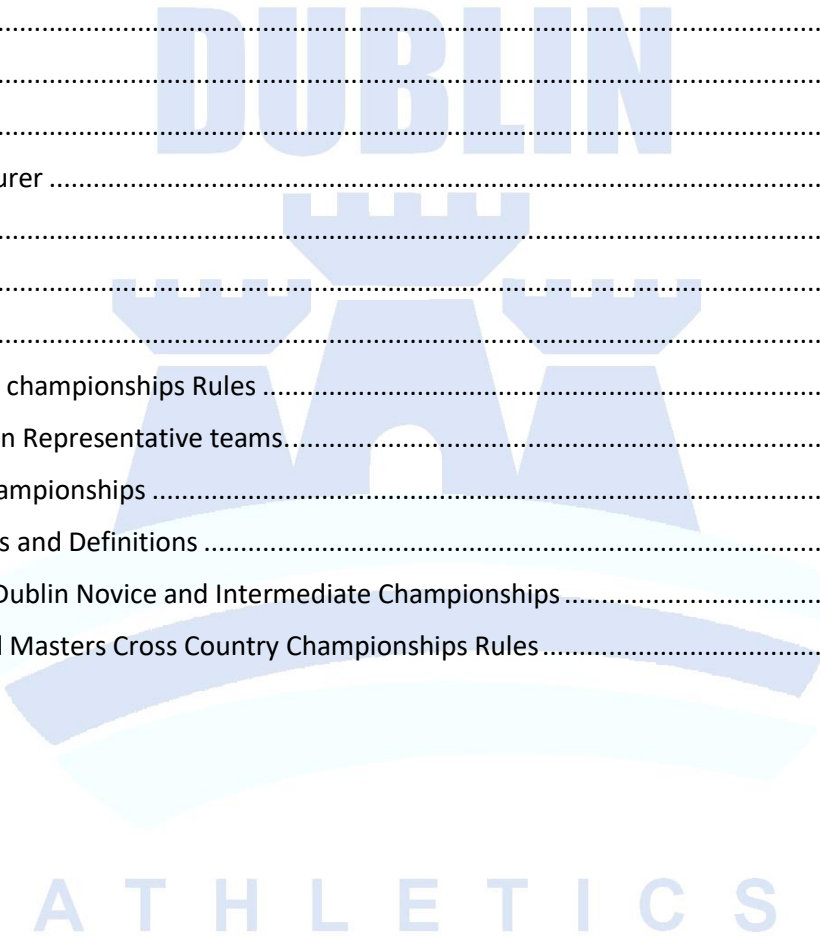 DUBLIN
........................................................................................................................
........................................................................................................................
........................................................................................................................
urer ................................................................................................................
........................................................................................................................
........................................................................................................................
........................................................................................................................
championships Rules ............................................................................
n Representative teams.........................................................................
ampionships ...............................................................................................
s and Definitions ......................................................................................
Dublin Novice and Intermediate Championships ....................................
l Masters Cross Country Championships Rules ......................................
ATHLETICS